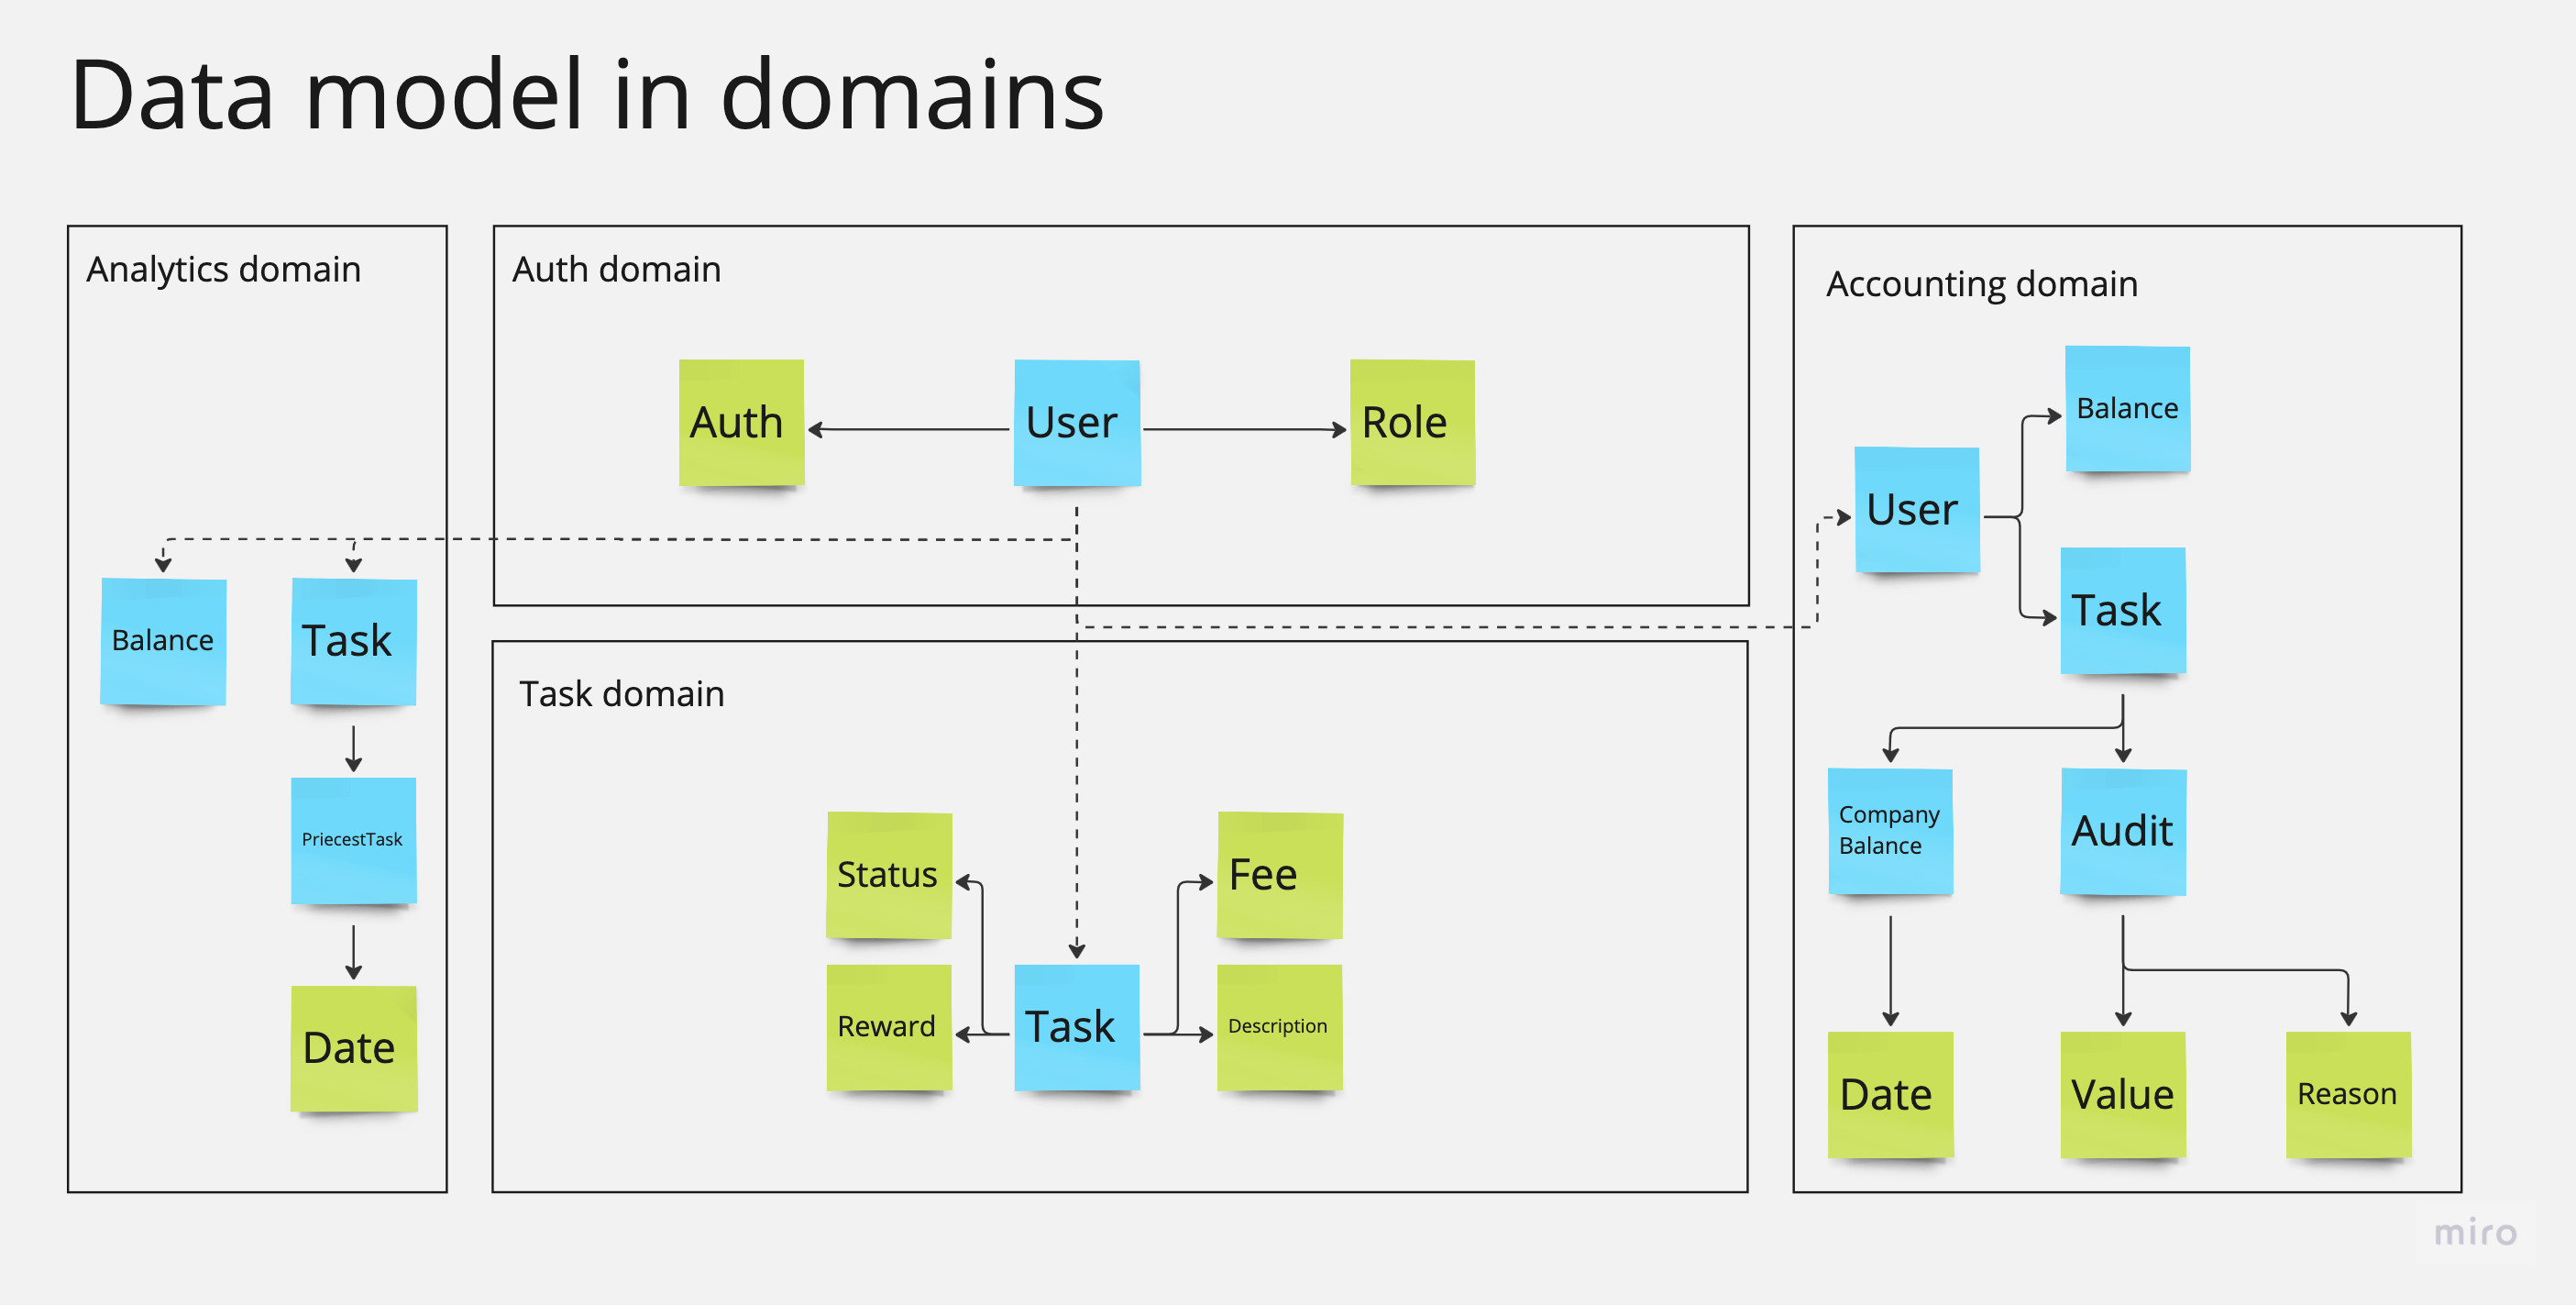 Data model in domains
Analytics domain
Balance
Task
PriecestTask
Date
Auth domain
Auth
User
Role
Task domain
Status
Fee
Reward
Task
Description
Accounting domain
Balance
User
Task
Company
Balance
Audit
Date
Value
Reason
miro